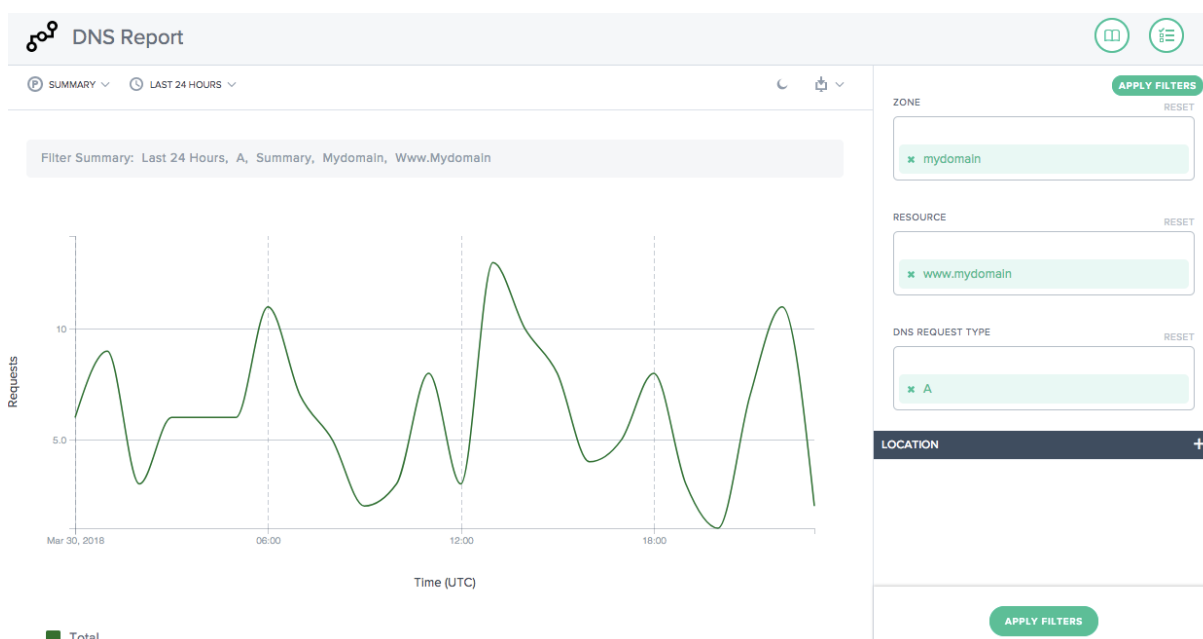 DNS Report
P SUMMARY LAST 24 HOURS
Filter Summary: Last 24 Hours, A, Summary, Mydomain, Www.Mydomain
Requests
10
5.0
Mar 30, 2018 06:00 12:00 18:00
Time (UTC)
Total
APPLY FILTERS
ZONE RESET
× mydomain
RESOURCE RESET
× www.mydomain
DNS REQUEST TYPE RESET
× A
LOCATION +
APPLY FILTERS